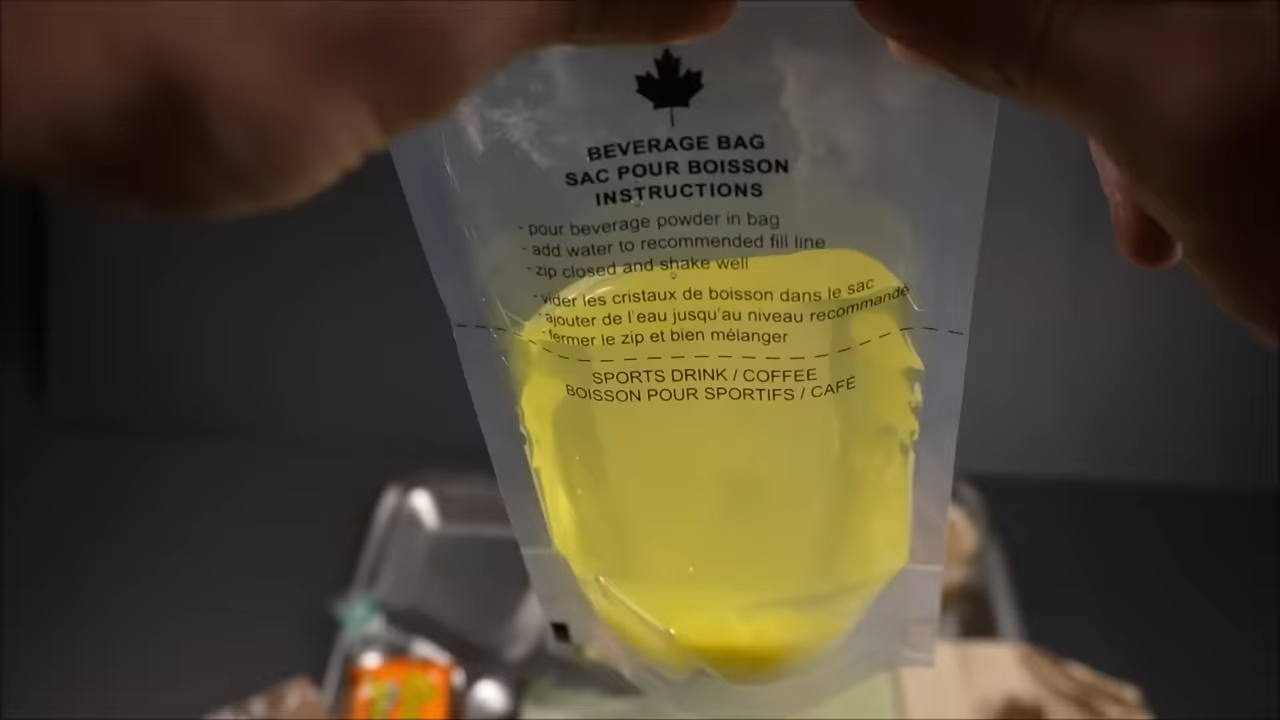 BEVERAGE BAG
SAC POUR BOISSON
INSTRUCTIONS
- pour beverage powder in bag
- add water to recommended fill line
- zip closed and shake well
- vider les cristaux de boisson dans le sac
- ajouter de l'eau jusqu'au niveau recommandé
- fermer le zip et bien mélanger
SPORTS DRINK / COFFEE
BOISSON POUR SPORTIFS / CAFÉ